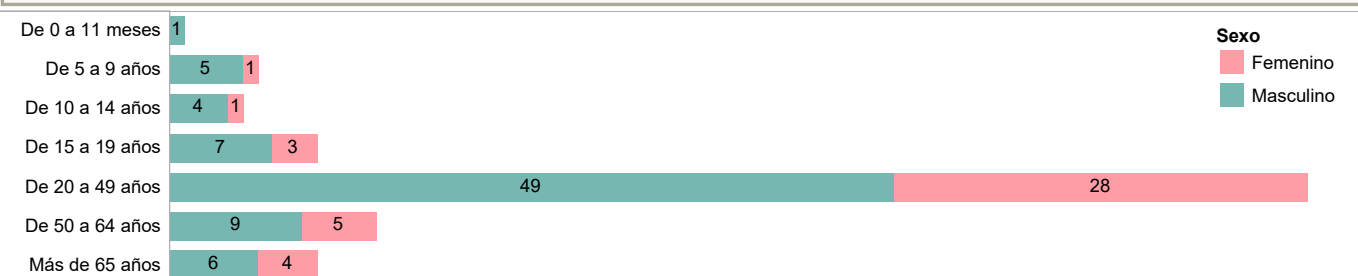 De 0 a 11 meses 1
Sexo
De 5 a 9 años 5 1 Femenino
De 10 a 14 años 4 1 Masculino
De 15 a 19 años 7 3
De 20 a 49 años 49 28
De 50 a 64 años 9 5
Más de 65 años 6 4